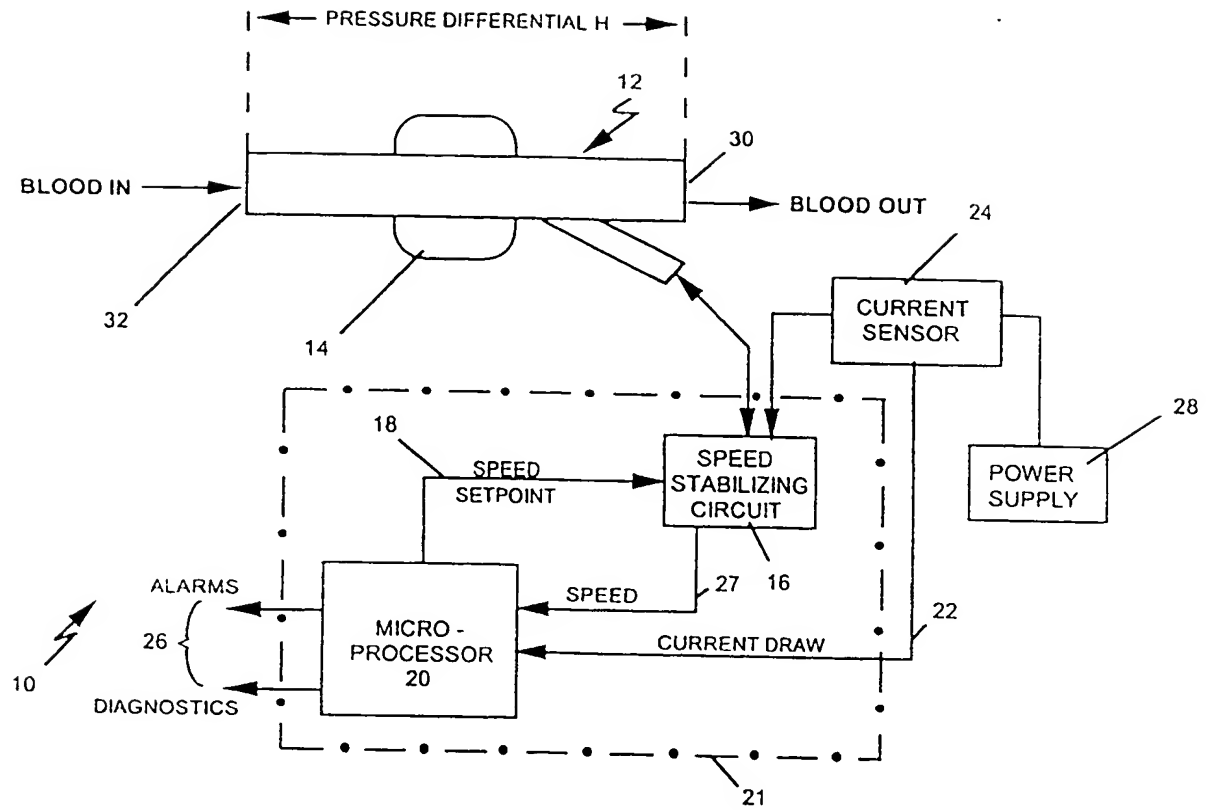 PRESSURE DIFFERENTIAL H
12
30
BLOOD IN
BLOOD OUT
24
32
14
CURRENT
SENSOR
18
28
SPEED
SETPOINT
SPEED
STABILIZING
CIRCUIT
POWER
SUPPLY
ALARMS
SPEED
27
16
22
26
MICRO -
PROCESSOR
20
CURRENT DRAW
10
DIAGNOSTICS
21